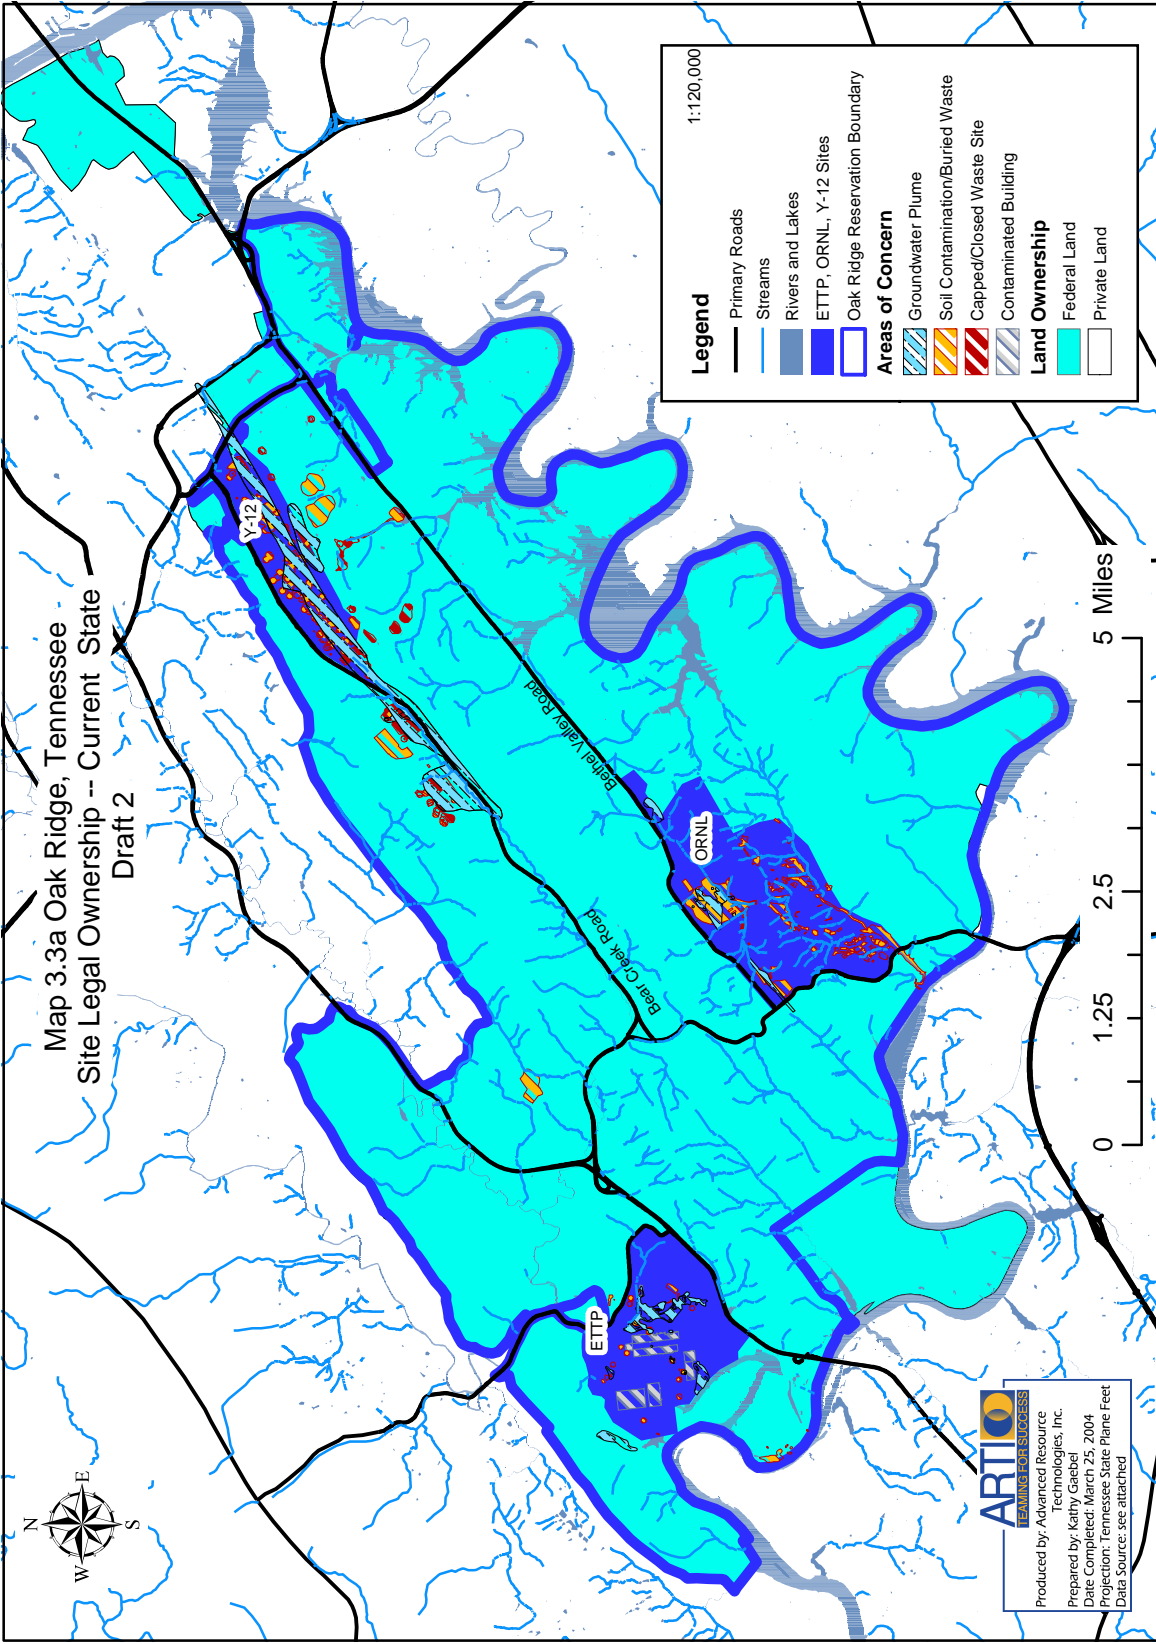 Map 3.3a Oak Ridge, Tennessee -
Site Legal Ownership -- Current State
Draft 2
N
W
E
S
Y-12
ORNL
ETTP
Bethel Valley Road
Bear Creek Road
Legend
1:120,000
Primary Roads
Streams
Rivers and Lakes
ETTP, ORNL, Y-12 Sites
Oak Ridge Reservation Boundary
Areas of Concern
Groundwater Plume
Soil Contamination/Buried Waste
Capped/Closed Waste Site
Contaminated Building
Land Ownership
Federal Land
Private Land
0
1.25
2.5
5
Miles
ARTI
TEAMING FOR SUCCESS
Produced by: Advanced Resource
Technologies, Inc.
Prepared by: Kathy Gaebel
Date Completed: March 25, 2004
Projection: Tennessee State Plane Feet
Data Source: see attached